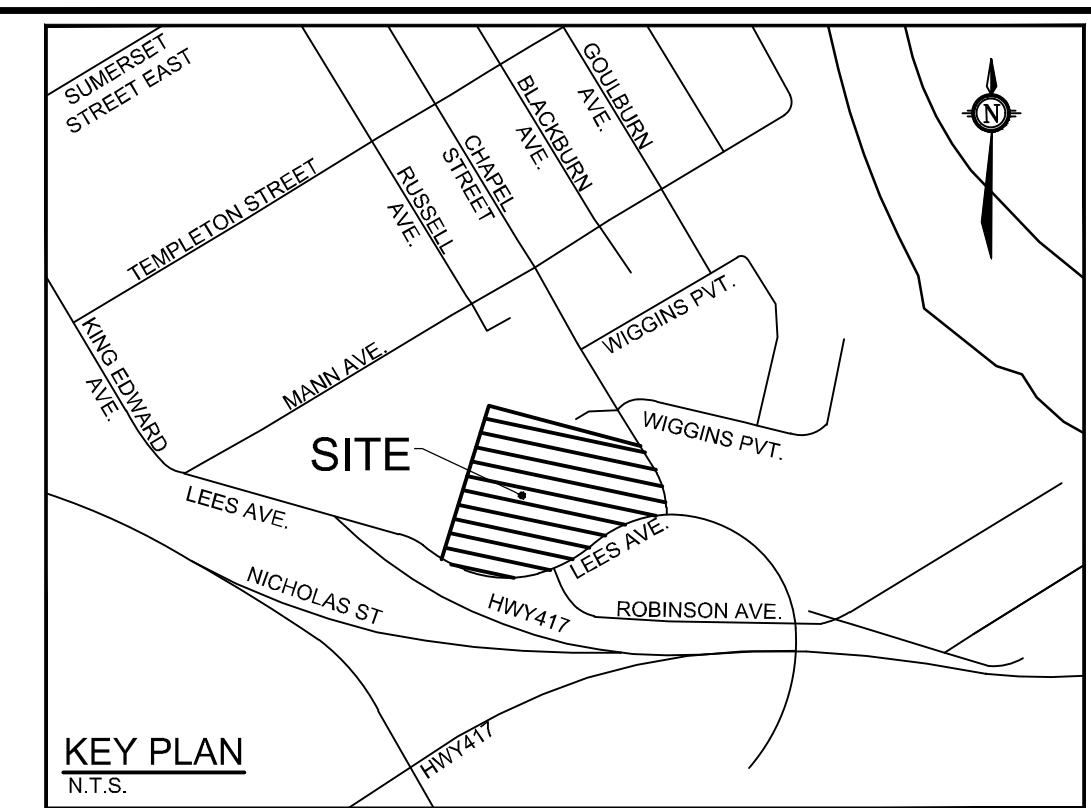 SUMERSET
STREET EAST
GOULBURN
AVE.
BLACKBURN
AVE.
CHAPEL
STREET
RUSSELL
AVE.
TEMPLETON STREET
N
KING EDWARD
AVE.
MANN AVE.
WIGGINS PVT.
WIGGINS PVT.
SITE
LEES AVE.
LEES AVE.
NICHOLAS ST
HWY417
ROBINSON AVE.
HWY417
KEY PLAN
N.T.S.